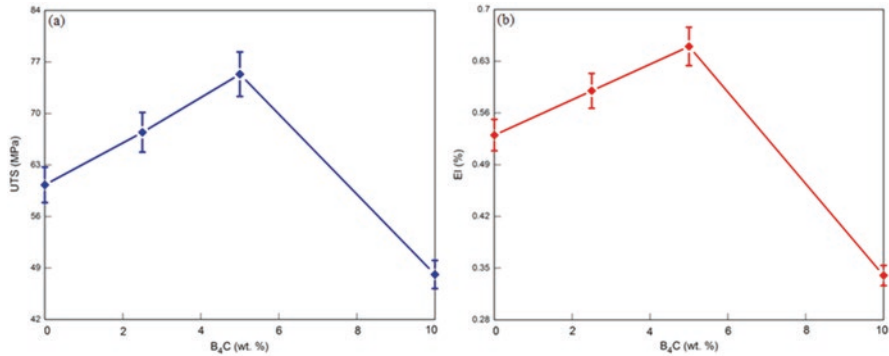 (a)
84
77
70
63
56
49
42
UTS (MPa)
0 2 4 6 8 10
B₄C (wt. %)
(b)
0.7
0.63
0.56
0.49
0.42
0.35
0.28
El (%)
0 2 4 6 8 10
B₄C (wt. %)